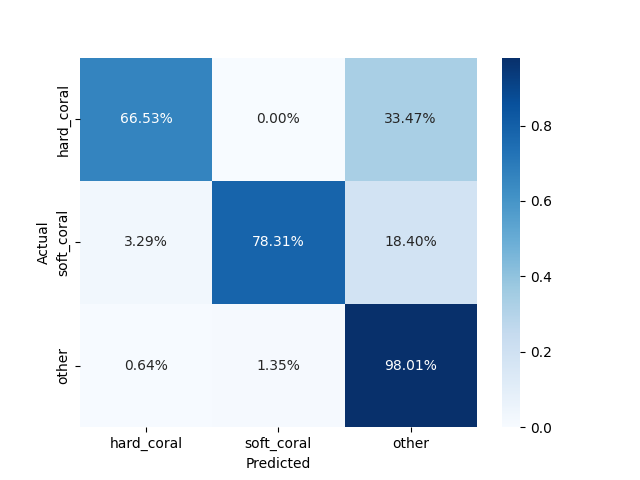 hard_coral
66.53%
0.00%
33.47%
0.8
Actual
soft_coral
3.29%
78.31%
18.40%
0.6
0.4
other
0.64%
1.35%
98.01%
0.2
0.0
hard_coral
soft_coral
other
Predicted